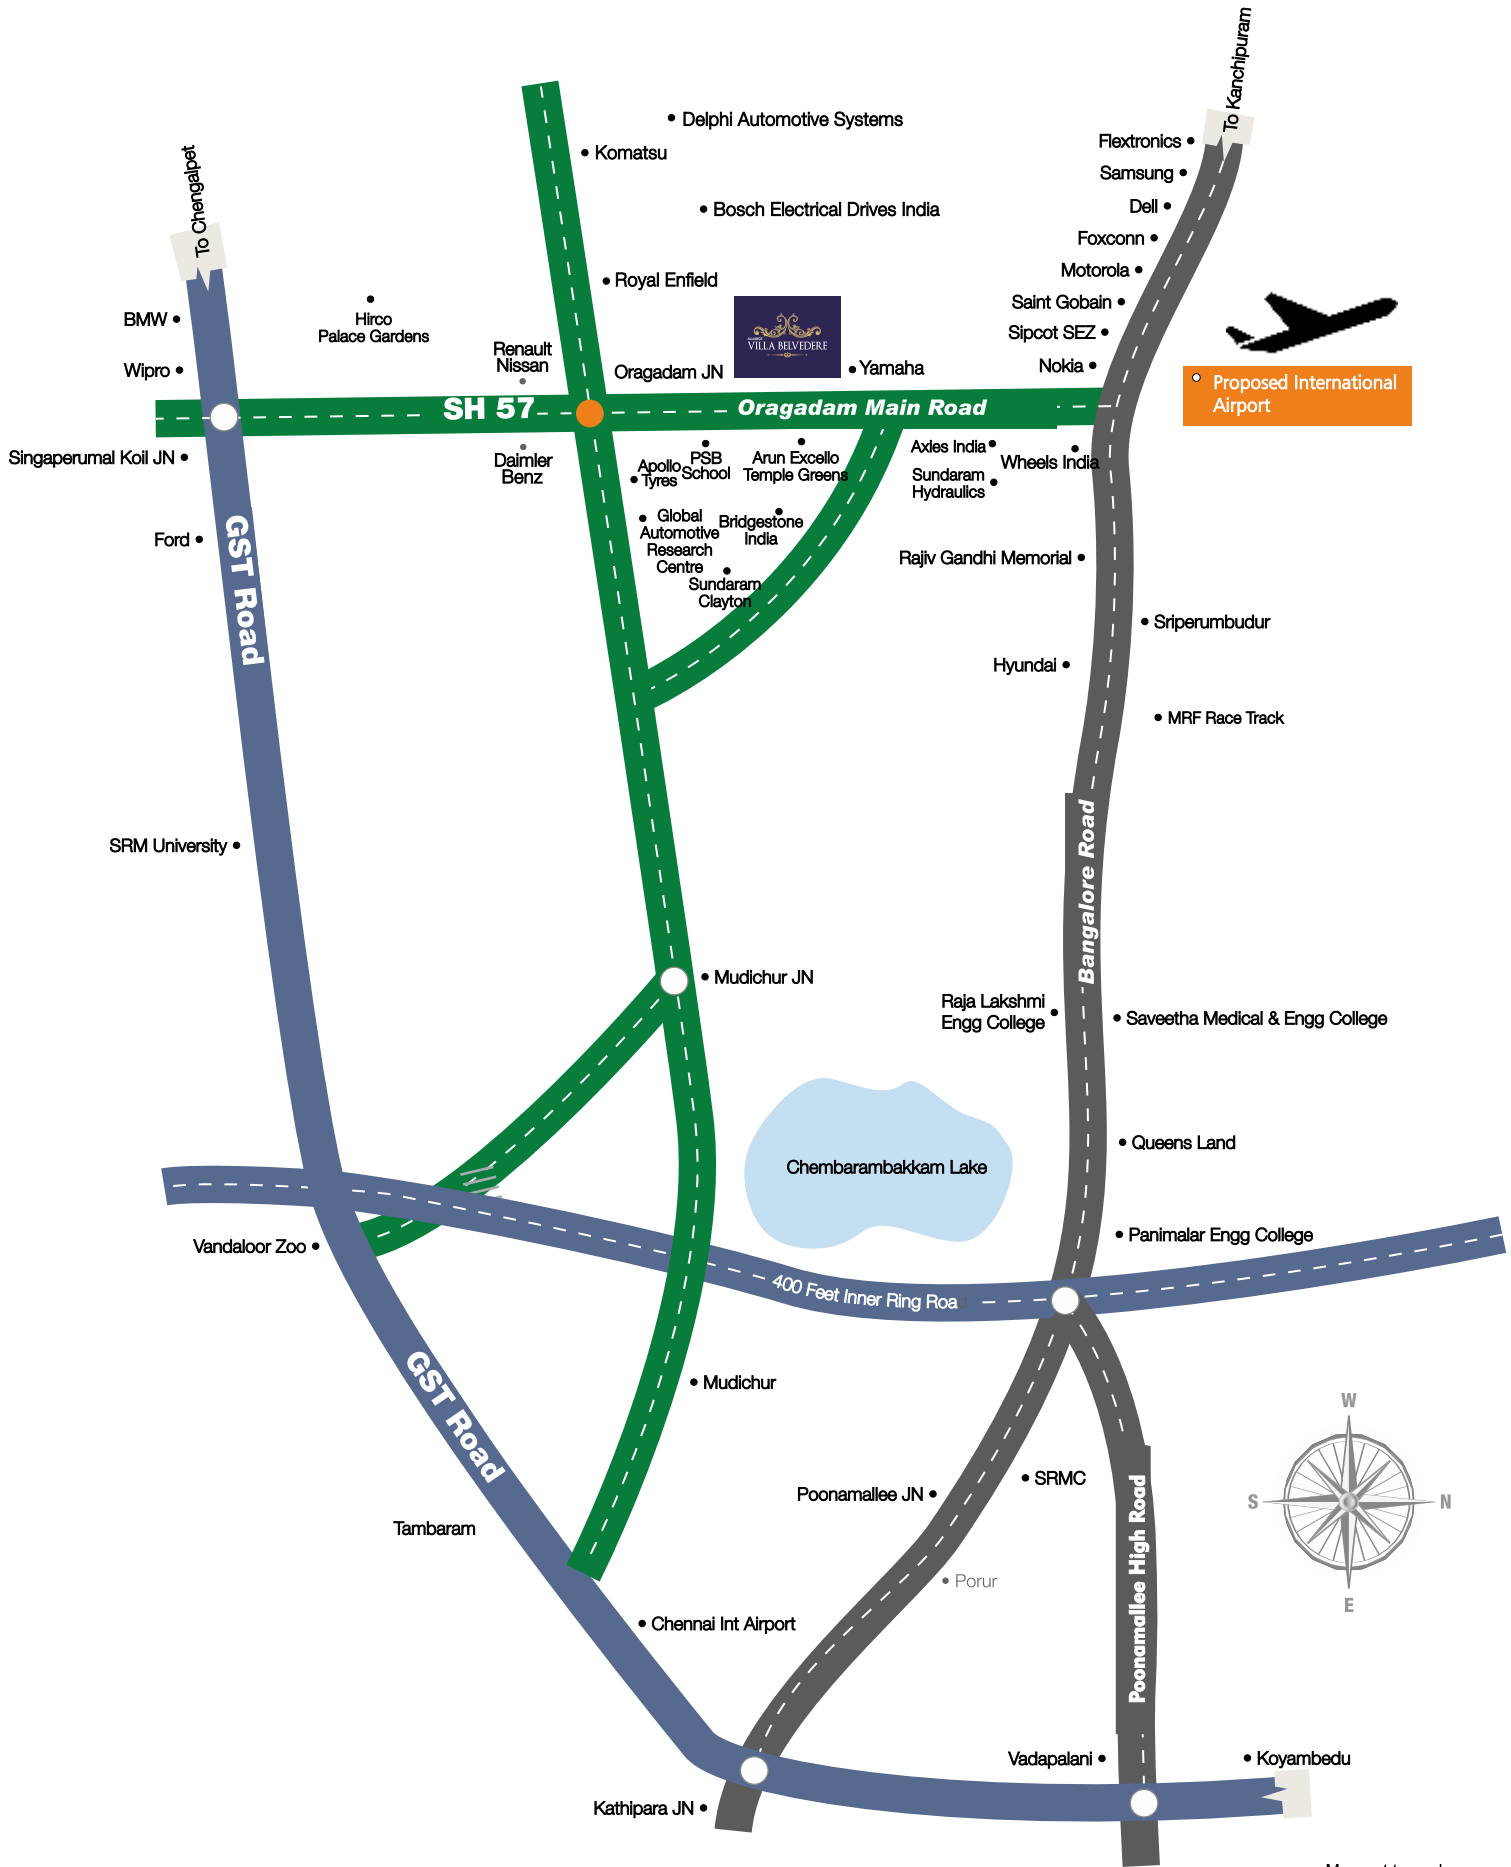 To Kanchipuram
Delphi Automotive Systems
Flextronics
Komatsu
Samsung
To Chengalpet
Dell
Bosch Electrical Drives India
Foxconn
Motorola
Royal Enfield
Saint Gobain
BMW
Hirco
Palace Gardens
Sipcot SEZ
VILLA BELVEDERE
Renault
Nissan
Wipro
Oragadam JN
Yamaha
Nokia
Proposed International
Airport
SH 57
Oragadam Main Road
Singaperumal Koil JN
Daimler
Benz
Apollo
Tyres
PSB
School
Arun Excello
Temple Greens
Axles India
Wheels India
Sundaram
Hydraulics
Ford
Global
Automotive
Research
Centre
Bridgestone
India
Sundaram
Clayton
Rajiv Gandhi Memorial
GST Road
Sriperumbudur
Hyundai
MRF Race Track
SRM University
Bangalore Road
Mudichur JN
Raja Lakshmi
Engg College
Saveetha Medical & Engg College
Queens Land
Chembarambakkam Lake
Panimalar Engg College
Vandaloor Zoo
400 Feet Inner Ring Roa
Mudichur
GST Road
W
SRMC
Poonamallee JN
S
N
Tambaram
Poonamallee High Road
Porur
E
Chennai Int Airport
Vadapalani
Koyambedu
Kathipara JN